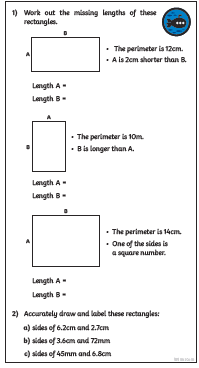 1) Work out the missing lengths of these
rectangles.
B
A
• The perimeter is 12cm.
• A is 2cm shorter than B.
Length A =
Length B =
A
B
• The perimeter is 10m.
• B is longer than A.
Length A =
Length B =
B
A
• The perimeter is 14cm.
• One of the sides is
a square number.
Length A =
Length B =
2) Accurately draw and label these rectangles:
a) sides of 6.2cm and 2.7cm
b) sides of 3.6cm and 72mm
c) sides of 45mm and 6.8cm